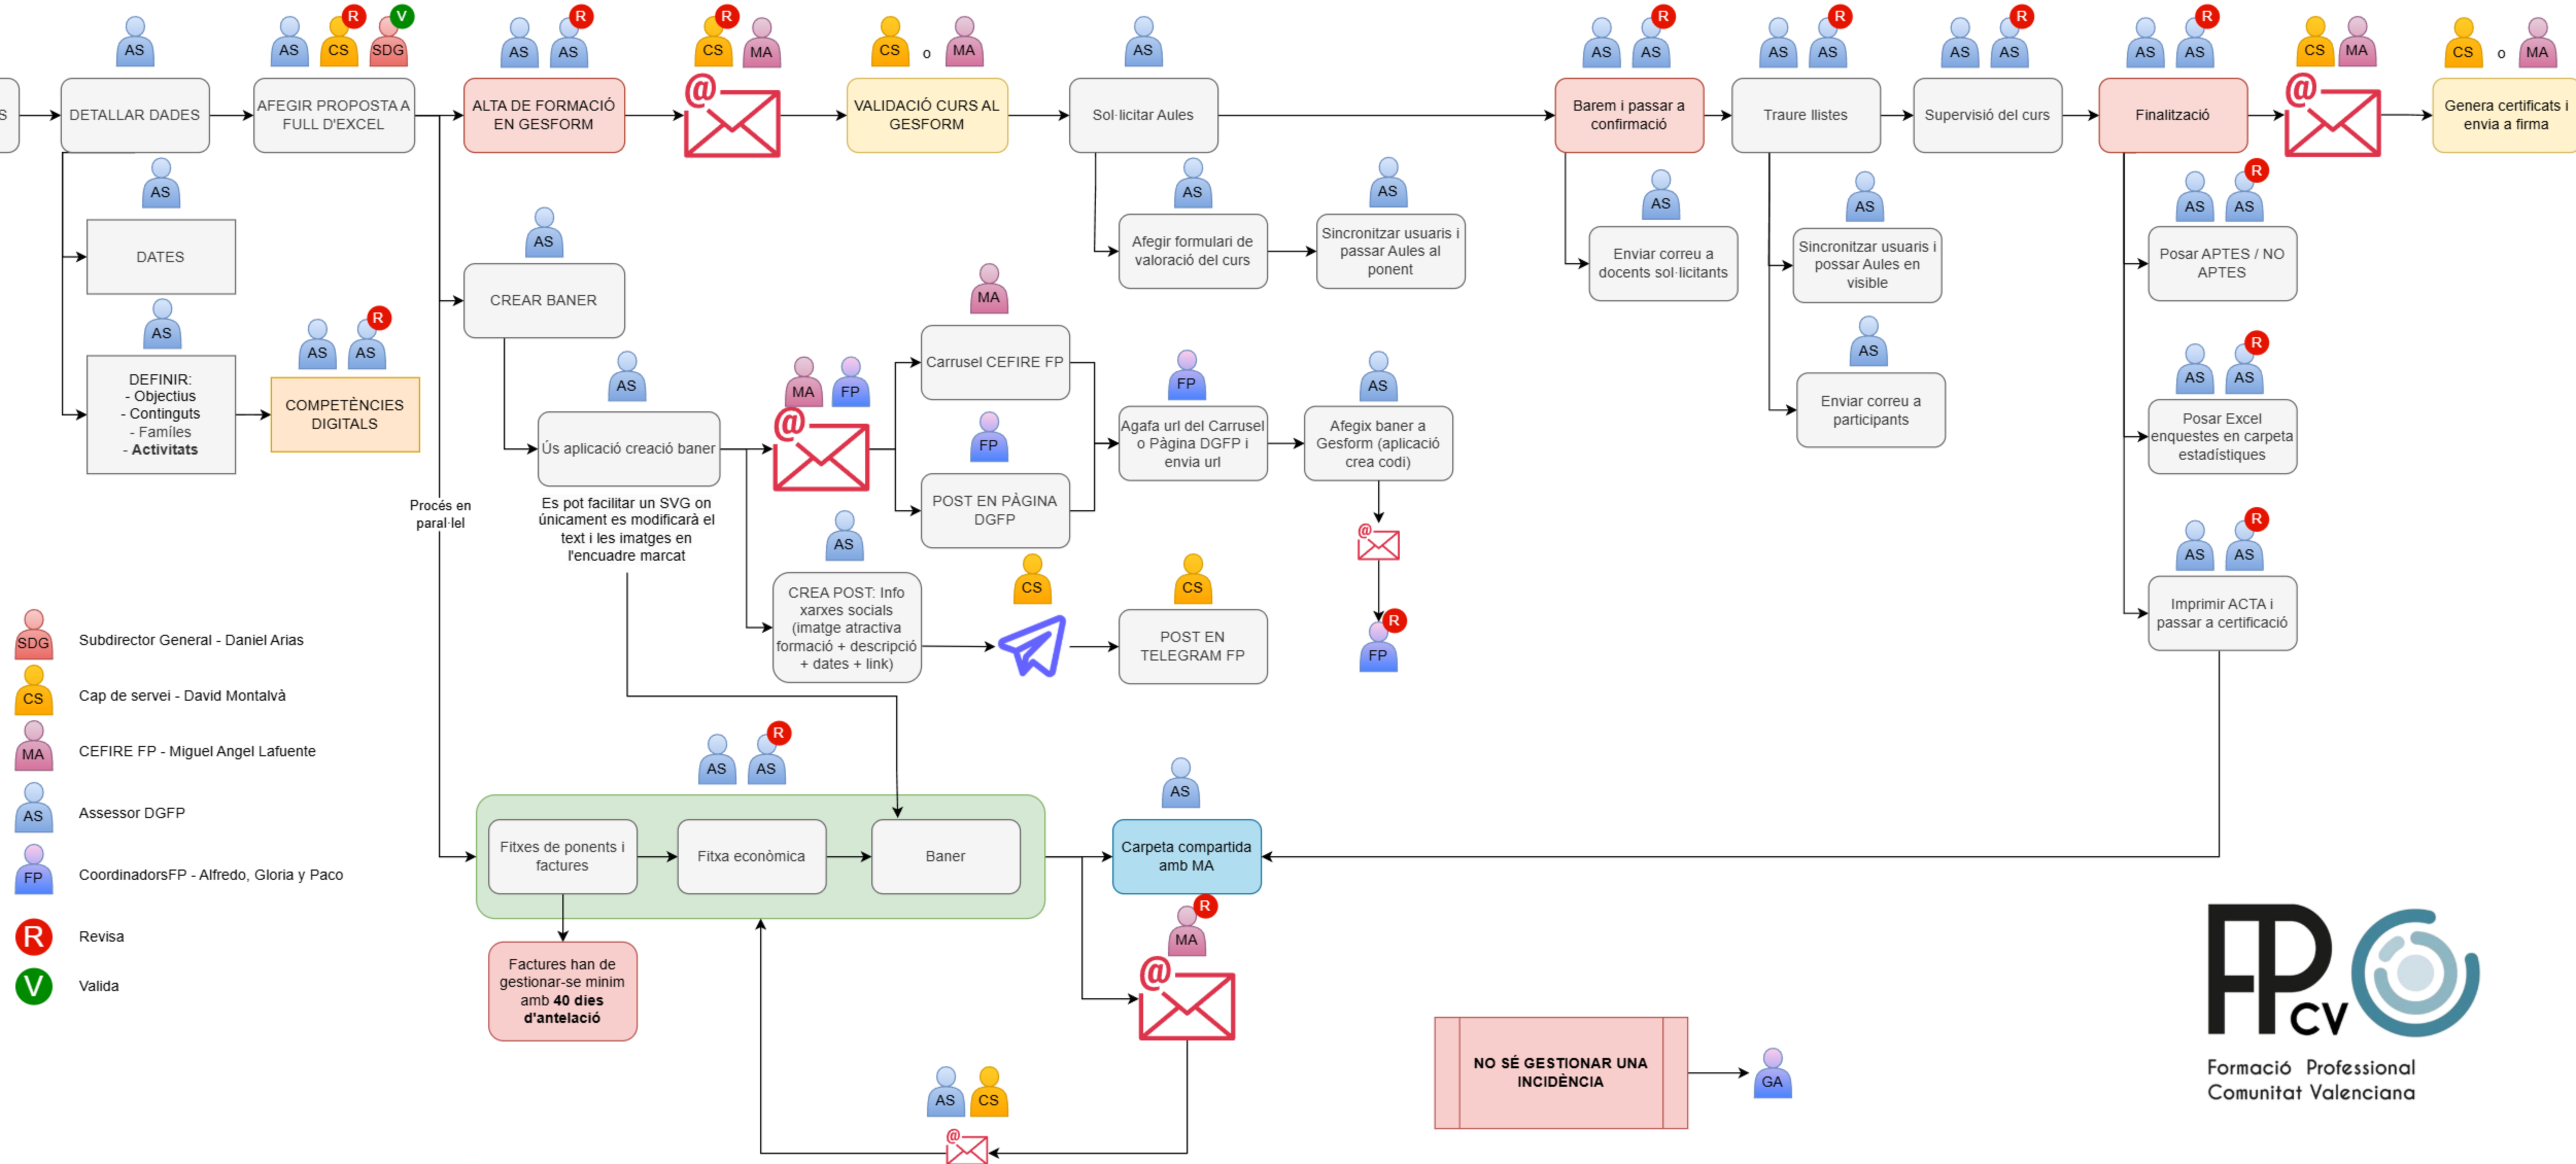 AS
AS
CS
R
SDG
V
AS
AS
R
CS
R
MA
CS
o
MA
AS
AS
AS
R
AS
AS
R
AS
AS
R
AS
AS
R
CS
MA
CS
o
MA
S
DETALLAR DADES
AFEGIR PROPOSTA A
FULL D'EXCEL
ALTA DE FORMACIÓ
EN GESFORM
@
VALIDACIÓ CURS AL
GESFORM
Sol·licitar Aules
Barem i passar a
confirmació
Traure llistes
Supervisió del curs
Finalització
@
Genera certificats i
envia a firma
AS
DATES
AS
DEFINIR:
- Objectius
- Continguts
- Famíles
- Activitats
AS
AS
R
COMPETÈNCIES
DIGITALS
Procés en
paral·lel
AS
CREAR BANER
AS
Ús aplicació creació baner
Es pot facilitar un SVG on
únicament es modificarà el
text i les imatges en
l'encuadre marcat
MA
FP
@
MA
Carrusel CEFIRE FP
FP
POST EN PÀGINA
DGFP
FP
Agafa url del Carrusel
o Pàgina DGFP i
envia url
AS
Afegix baner a
Gesform (aplicació
crea codi)
@
FP
R
AS
CREA POST: Info
xarxes socials
(imatge atractiva
formació + descripció
+ dates + link)
CS
CS
POST EN
TELEGRAM FP
AS
Afegir formulari de
valoració del curs
AS
Sincronitzar usuaris i
passar Aules al
ponent
AS
Enviar correu a
docents sol·licitants
AS
Sincronitzar usuaris i
possar Aules en
visible
AS
Enviar correu a
participants
AS
AS
R
Posar APTES / NO
APTES
AS
AS
R
Posar Excel
enquestes en carpeta
estadístiques
AS
AS
R
Imprimir ACTA i
passar a certificació
SDG
Subdirector General - Daniel Arias
CS
Cap de servei - David Montalvà
MA
CEFIRE FP - Miguel Angel Lafuente
AS
Assessor DGFP
FP
CoordinadorsFP - Alfredo, Gloria y Paco
R
Revisa
V
Valida
AS
AS
R
Fitxes de ponents i
factures
Fitxa econòmica
Baner
Factures han de
gestionar-se minim
amb 40 dies
d'antelació
AS
Carpeta compartida
amb MA
MA
R
@
AS
CS
@
NO SÉ GESTIONAR UNA
INCIDÈNCIA
GA
FP
CV
Formació Professional
Comunitat Valenciana